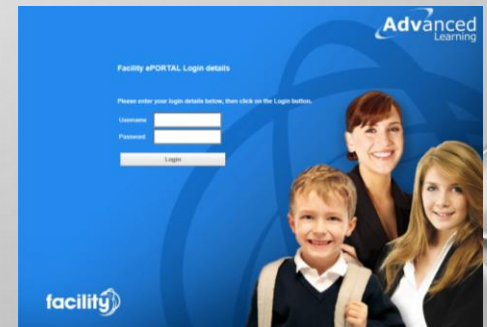 Advanced
Learning
Facility ePORTAL Login details
Please enter your login details below, then click on the Login button.
Username
Password
Login
facility